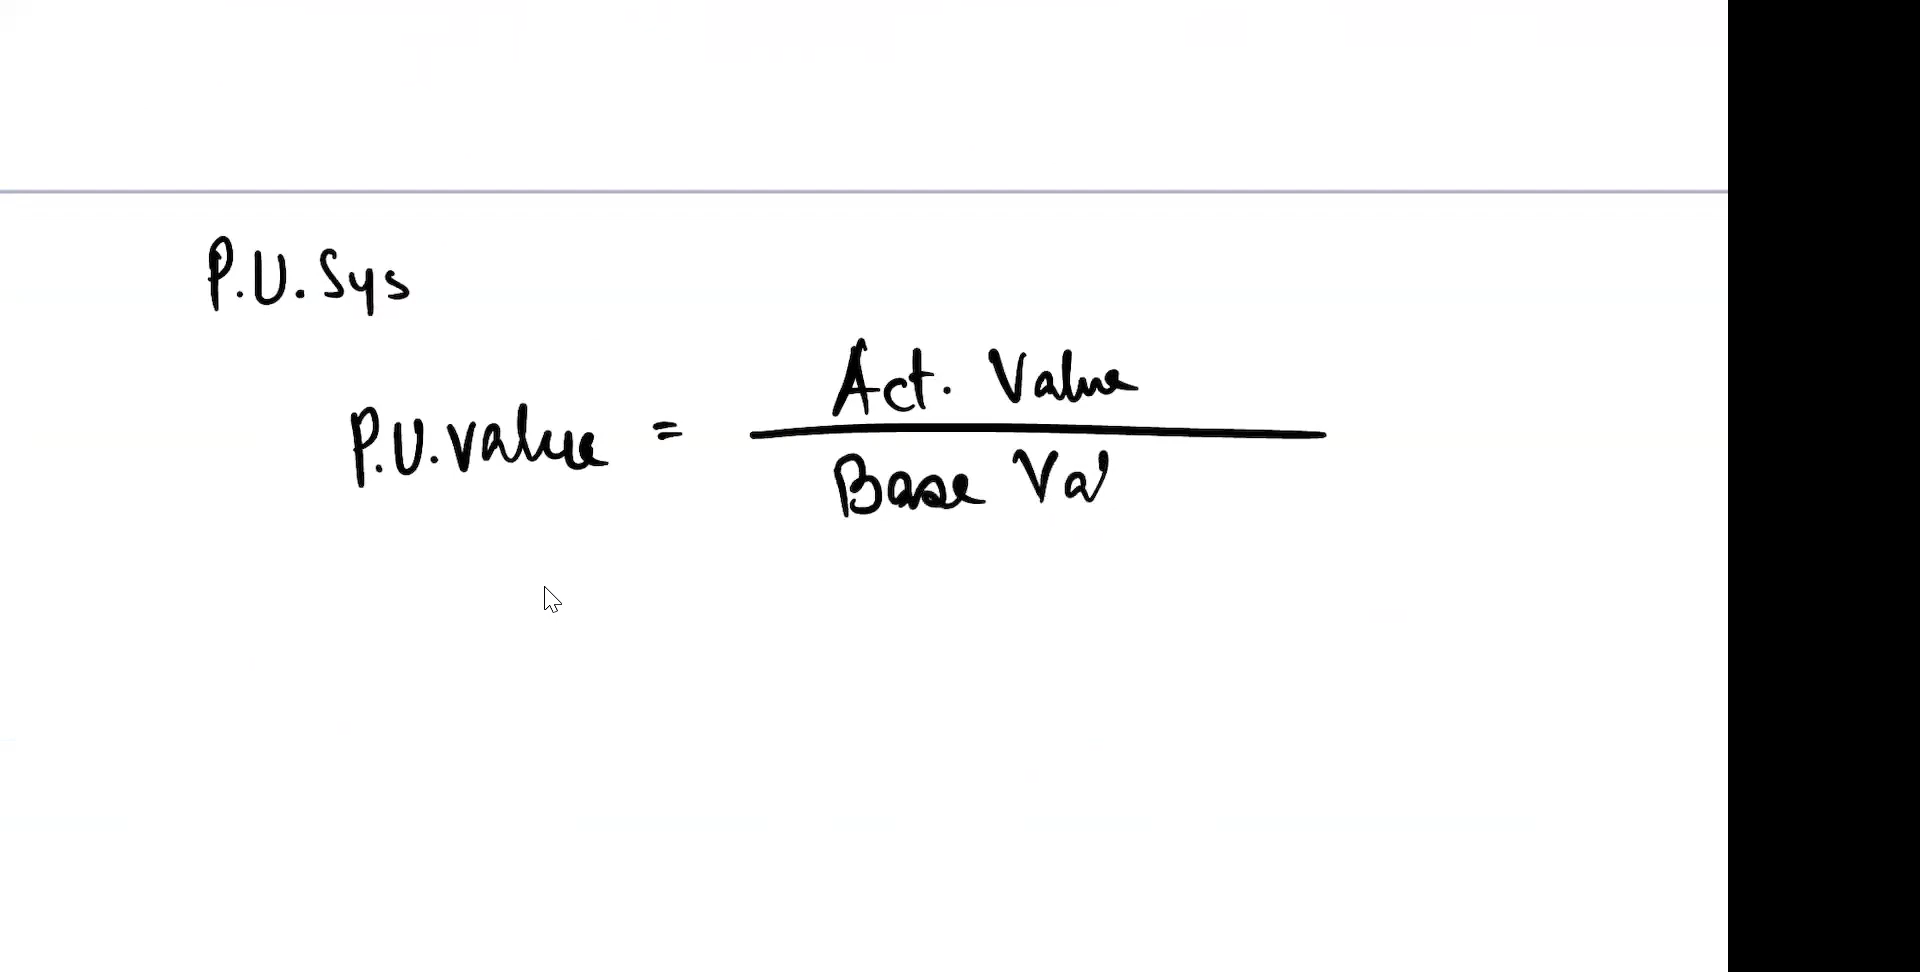 P.U. Sys
P.U. value = Act. Value
Base Val